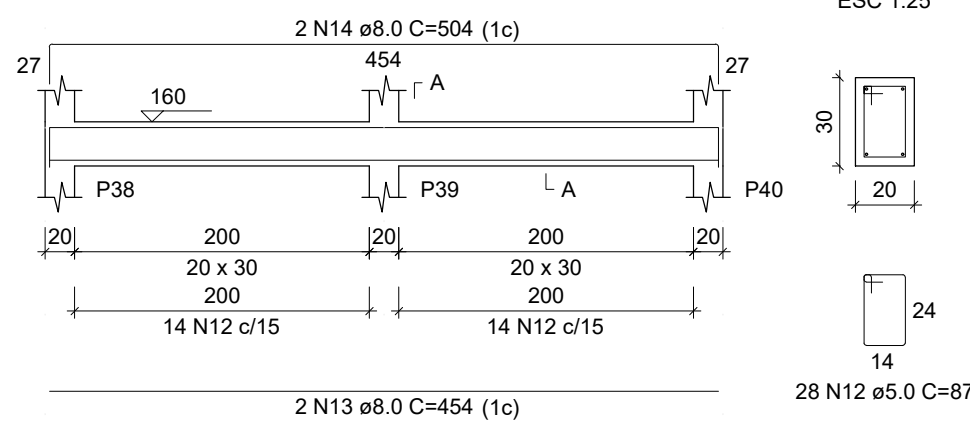 ESC 1:25
2 N14 ø8.0 C=504 (1c)
27
454
27
A
160
30
P38
P39
A
P40
20
20
200
20
200
20
20 x 30
20 x 30
200
200
24
14 N12 c/15
14 N12 c/15
14
28 N12 ø5.0 C=87
2 N13 ø8.0 C=454 (1c)